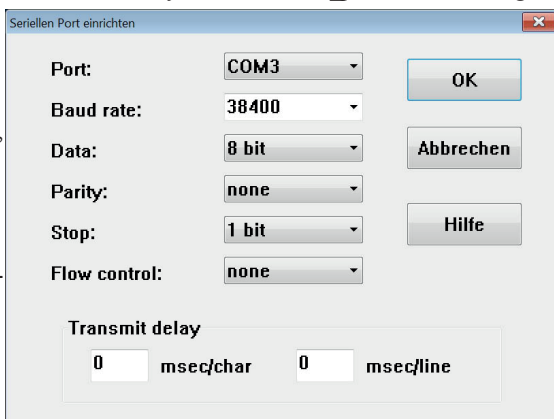 Seriellen Port einrichten
Port: COM3
OK
Baud rate: 38400
Data: 8 bit
Abbrechen
Parity: none
Stop: 1 bit
Hilfe
Flow control: none
Transmit delay
0 msec/char 0 msec/line